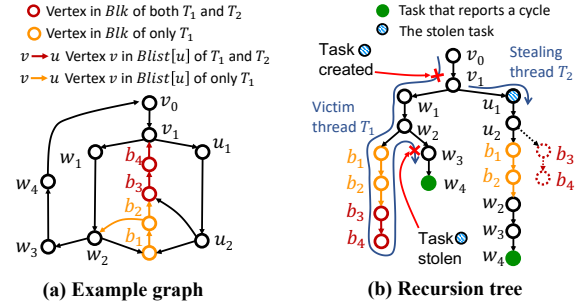 Vertex in Blk of both T1 and T2
Vertex in Blk of only T1
v → u Vertex v in Blist[u] of T1 and T2
v → u Vertex v in Blist[u] of only T1
v0
v1
w1
u1
b4
b3
b2
b1
w4
w3
w2
u2
(a) Example graph
Task that reports a cycle
The stolen task
Task
created
v0
v1
Stealing
thread T2
Victim
thread T1
w1
u1
w2
u2
b1
w3
b1
b3
b2
w4
b2
b4
b3
w2
b4
w3
Task
stolen
w4
(b) Recursion tree